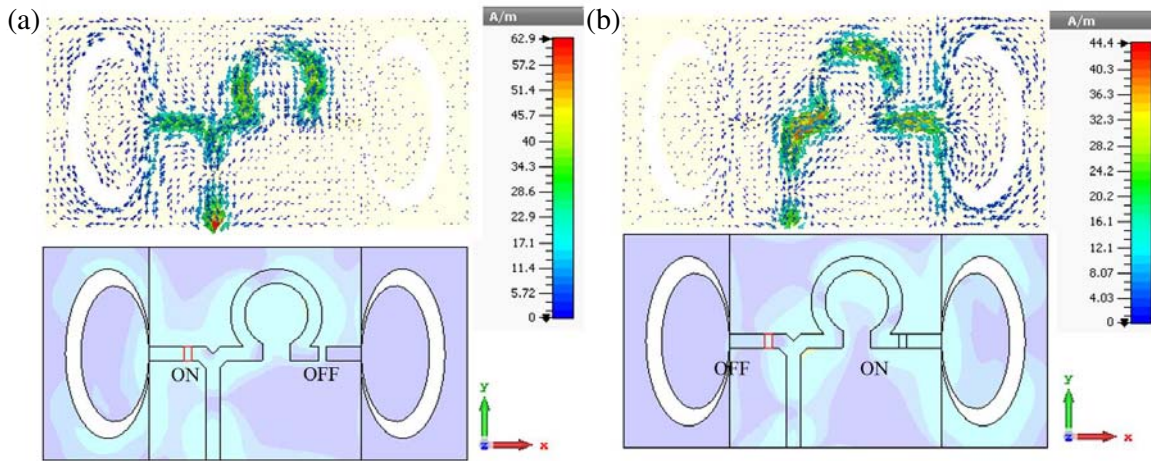 (a)
A/m
62.9
57.2
51.4
45.7
40
34.3
28.6
22.9
17.1
11.4
5.72
0
ON
OFF
y
z
x
(b)
A/m
44.4
40.3
36.3
32.3
28.2
24.2
20.2
16.1
12.1
8.07
4.03
0
OFF
ON
y
z
x